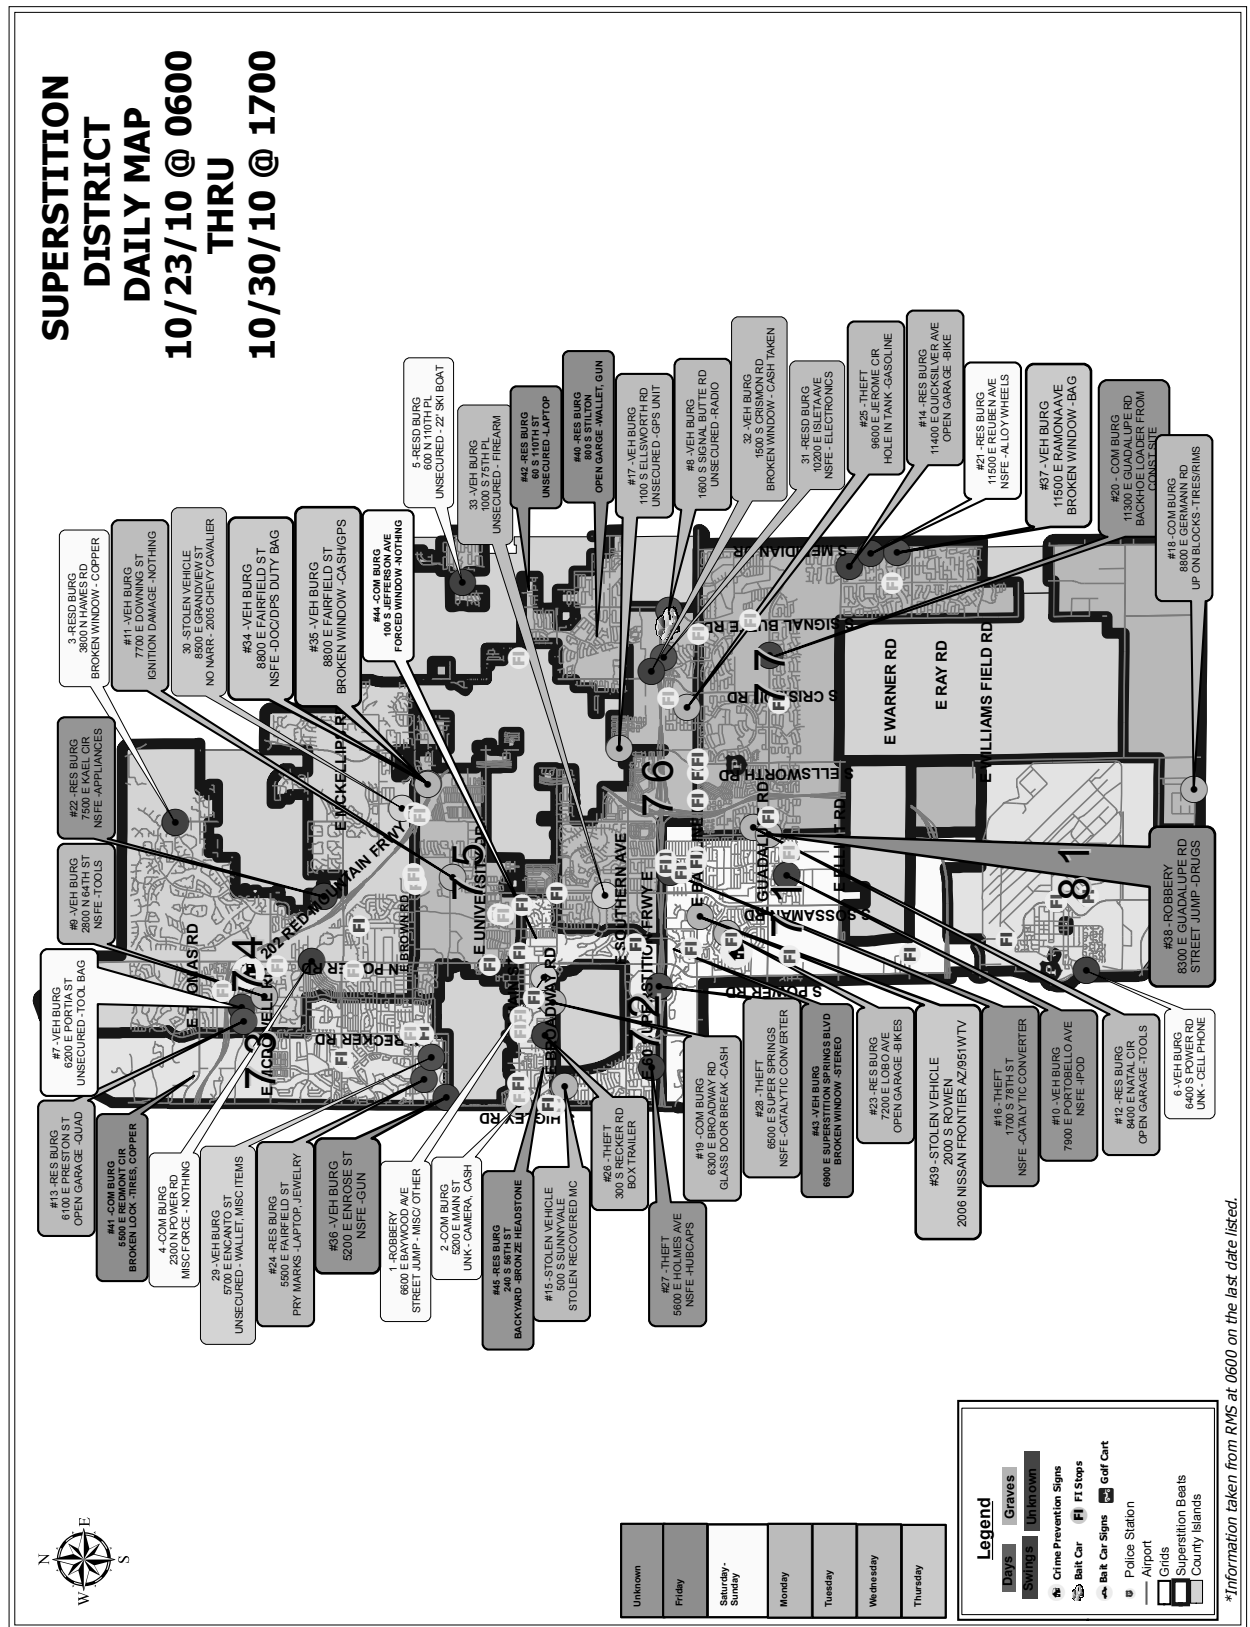 SUPERSTITION
DISTRICT
DAILY MAP
10/23/10 @ 0600
THRU
10/30/10 @ 1700
3 -RESD BURG
3800 N HAWES RD
BROKEN WINDOW - COPPER
#11 -VEH BURG
7700 E DOWNING ST
IGNITION DAMAGE -NOTHING
30 -STOLEN VEHICLE
8500 E GRANDVIEW ST
NO NARR - 2005 CHEVY CAVALIER
#34 -VEH BURG
8800 E FAIRFIELD ST
NSFE -DOC/DPS DUTY BAG
#35 -VEH BURG
8800 E FAIRFIELD ST
BROKEN WINDOW -CASH/GPS
#44 -COM BURG
100 S JEFFERSON AVE
FORCED WINDOW -NOTHING
5 -RESD BURG
600 N 110TH PL
UNSECURED - 22' SKI BOAT
33 -VEH BURG
1000 S 75TH PL
UNSECURED - FIREARM
#42 -RES BURG
60 S 110TH ST
UNSECURED -LAPTOP
#40 -RES BURG
800 S STILTON
OPEN GARGE -WALLET, GUN
#17 -VEH BURG
1100 S ELLSWORTH RD
UNSECURED -GPS UNIT
#8 -VEH BURG
1600 S SIGNAL BUTTE RD
UNSECURED -RADIO
32 -VEH BURG
1500 S CRISMON RD
BROKEN WINDOW - CASH TAKEN
31 -RESD BURG
10200 E ISLETA AVE
NSFE - ELECTRONICS
#25 -THEFT
9600 E JEROME CIR
HOLE IN TANK -GASOLINE
#14 -RES BURG
11400 E QUICKSILVER AVE
OPEN GARAGE -BIKE
#21 -RES BURG
11500 E REUBEN AVE
NSFE -ALLOY WHEELS
#37 - VEH BURG
11500 E RAMONA AVE
BROKEN WINDOW -BAG
#20 - COM BURG
11300 E GUADALUPE RD
BACKHOE LOADER FROM
CONST SITE
#18 -COM BURG
8800 E GERMANN RD
UP ON BLOCKS -TIRES/RIMS
#22 -RES BURG
7500 E KAEL CIR
NSFE -APPLIANCES
#9 -VEH BURG
2800 N 64TH ST
NSFE -TOOLS
#7 -VEH BURG
6200 E PORTIA ST
UNSECURED -TOOL BAG
E THOMAS RD
202 RED MOUNTAIN FRWY
E BROWN RD
RECKER RD
HIGLEY RD
E BROADWAY RD
E SOUTHERN AVE
S POWER RD
S SOSSAMAN RD
S ELLSWORTH RD
S MERIDIAN DR
E WARNER RD
E RAY RD
E WILLIAMS FIELD RD
74
75
76
77
81
FI
#13 -RES BURG
6100 E PRESTON ST
OPEN GARAGE -QUAD
#41 -COM BURG
5500 E REDMONT CIR
BROKEN LOCK -TIRES, COPPER
4 -COM BURG
2300 N POWER RD
MISC FORCE - NOTHING
29 -VEH BURG
5700 E ENCANTO ST
UNSECURED - WALLET, MISC ITEMS
#24 -RES BURG
5500 E FAIRFIELD ST
PRY MARKS -LAPTOP, JEWELRY
#36 -VEH BURG
5200 E ENROSE ST
NSFE -GUN
1 -ROBBERY
6600 E BAYWOOD AVE
STREET JUMP - MISC/ OTHER
2 -COM BURG
5200 E MAIN ST
UNK - CAMERA, CASH
#45 -RES BURG
240 S 56TH ST
BACKYARD -BRONZE HEADSTONE
#15 -STOLEN VEHICLE
500 S SUNNYVALE
STOLEN RECOVERED MC
#26 -THEFT
300 S RECKER RD
BOX TRAILER
#27 -THEFT
5600 E HOLMES AVE
NSFE -HUBCAPS
#19 -COM BURG
6300 E BROADWAY RD
GLASS DOOR BREAK -CASH
#28 -THEFT
6500 E SUPER SPRINGS
NSFE -CATALYTIC CONVERTER
#43 -VEH BURG
6900 E SUPERSTITION SPRINGS BLVD
BROKEN WINDOW -STEREO
#23 -RES BURG
7200 E LOBO AVE
OPEN GARAGE -BIKES
#39 -STOLEN VEHICLE
2000 S ROWEN
2006 NISSAN FRONTIER AZ/951WTV
#16 -THEFT
1700 S 78TH ST
NSFE -CATALYTIC CONVERTER
#10 -VEH BURG
7900 E PORTOBELLO AVE
NSFE -IPOD
#12 -RES BURG
8400 E NATAL CIR
OPEN GARAGE -TOOLS
6 -VEH BURG
6400 S POWER RD
UNK - CELL PHONE
#38 -ROBBERY
8300 E GUADALUPE RD
STREET JUMP -DRUGS
N
E
S
W
Unknown
Friday
Saturday-
Sunday
Monday
Tuesday
Wednesday
Thursday
Legend
Days Graves
Swings Unknown
Crime Prevention Signs
Bait Car FI FI Stops
Bait Car Signs Golf Cart
Police Station
Airport
Grids
Superstition Beats
County Islands
*Information taken from RMS at 0600 on the last date listed.